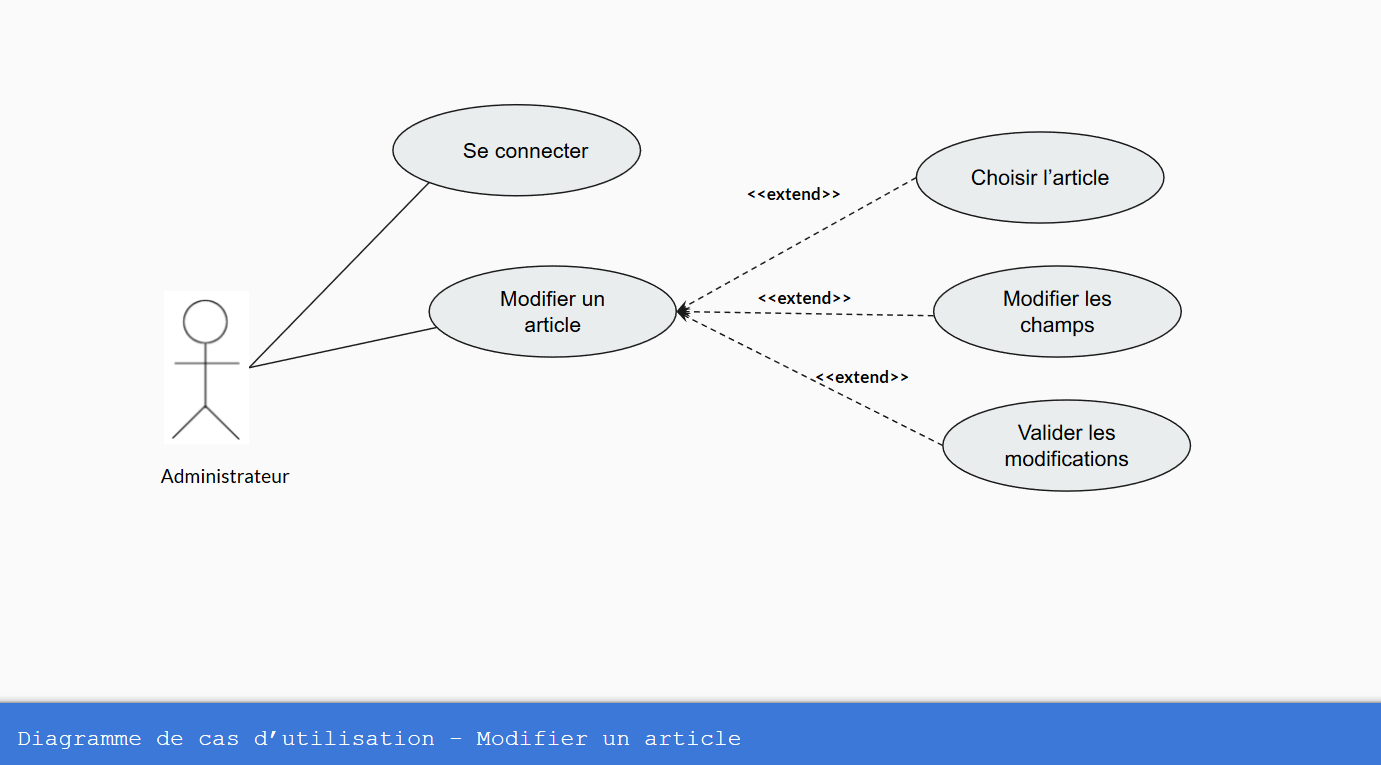 Se connecter
Choisir l’article
<<extend>>
Modifier un
article
<<extend>>
Modifier les
champs
<<extend>>
Valider les
modifications
Administrateur
Diagramme de cas d’utilisation – Modifier un article